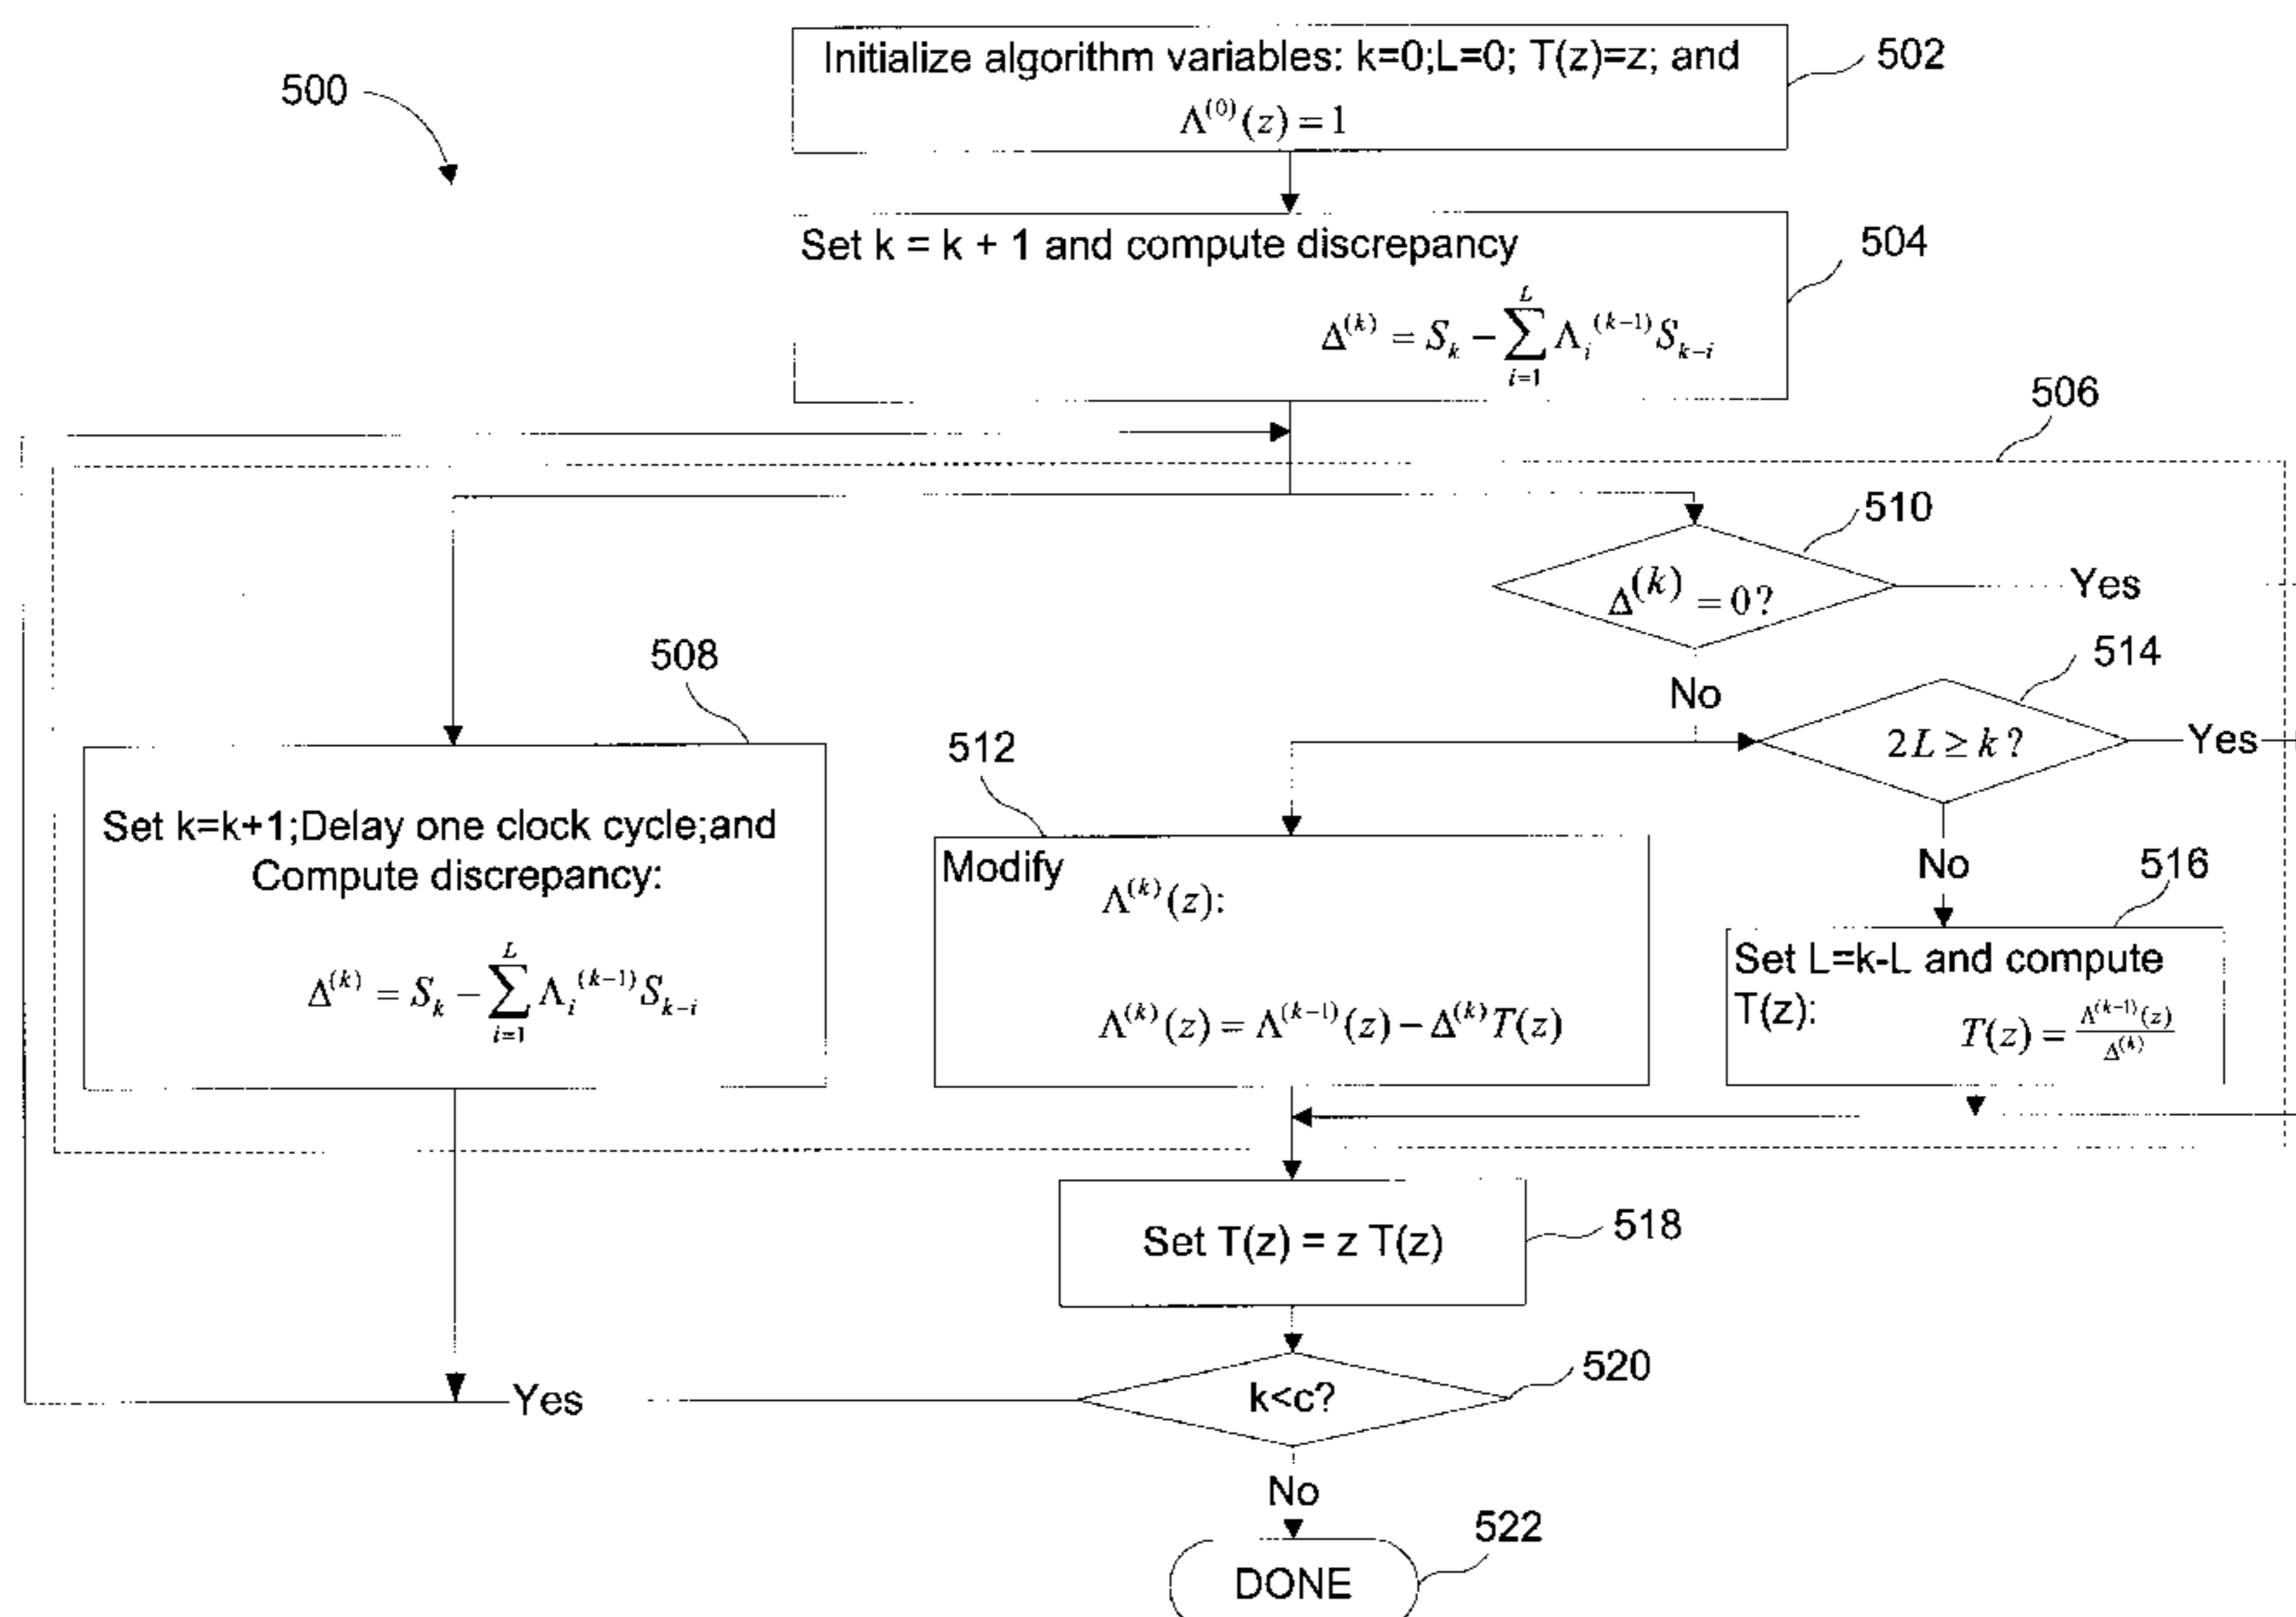 500
Initialize algorithm variables: k=0;L=0; T(z)=z; and
Λ^(0)(z) = 1
502
Set k = k + 1 and compute discrepancy
Δ^(k) = S_k − ∑_{i=1}^{L} Λ_i^(k−1) S_{k−i}
504
506
510
Δ^(k) = 0?
Yes
No
514
2L ≥ k?
Yes
No
508
Set k=k+1;Delay one clock cycle;and
Compute discrepancy:
Δ^(k) = S_k − ∑_{i=1}^{L} Λ_i^(k−1) S_{k−i}
512
Modify
Λ^(k)(z):
Λ^(k)(z) = Λ^(k−1)(z) − Δ^(k) T(z)
516
Set L=k-L and compute
T(z):
T(z) = Λ^(k−1)(z) / Δ^(k)
Set T(z) = z T(z)
518
k<c?
520
Yes
No
DONE
522